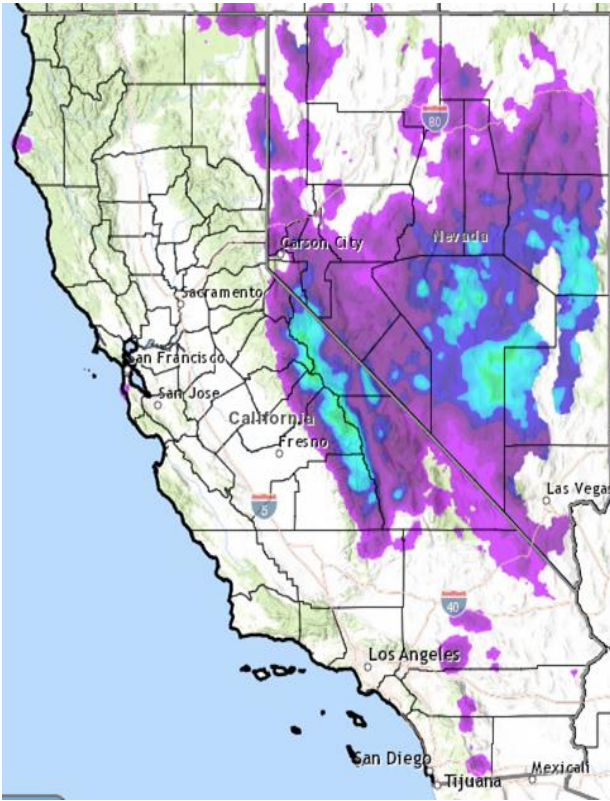 80
Carson City
Nevada
Sacramento
San Francisco
San Jose
California
Fresno
5
Las Vegas
40
Los Angeles
San Diego
Mexicali
Tijuana